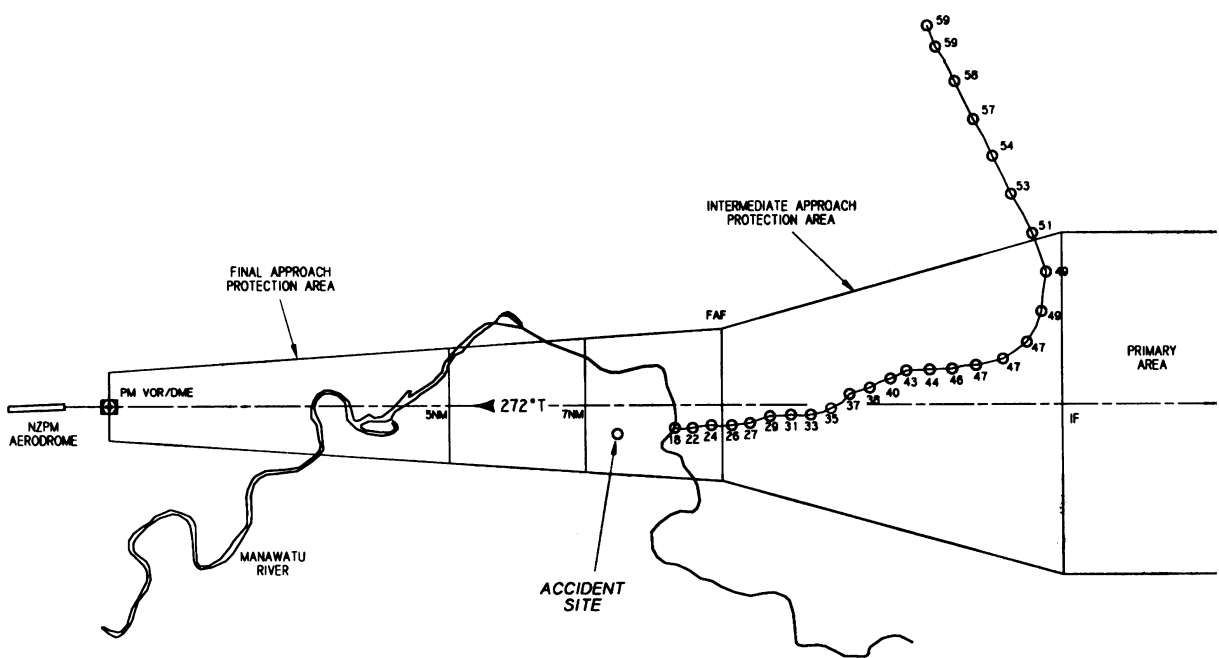 59
59
58
57
54
53
51
INTERMEDIATE APPROACH
PROTECTION AREA
FINAL APPROACH
PROTECTION AREA
49
FAF
49
47
PRIMARY
AREA
43 44 46 47 47
40
38
37
PM VOR/DME
NZPM
AERODROME
5NM
272°T
7NM
18 22 24 26 27 29 31 33 35
IF
MANAWATU
RIVER
ACCIDENT
SITE